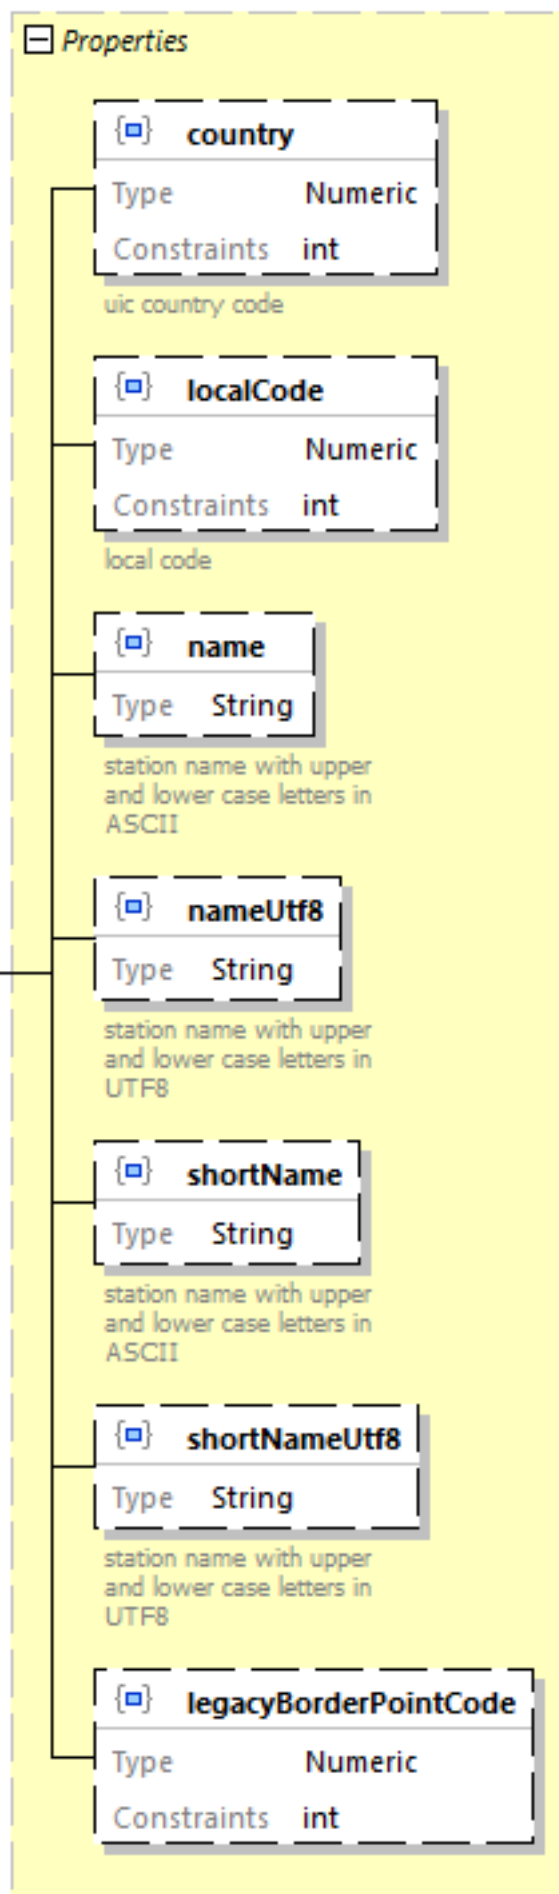 Properties
country
Type Numeric
Constraints int
uic country code
localCode
Type Numeric
Constraints int
local code
name
Type String
station name with upper
and lower case letters in
ASCII
nameUtf8
Type String
station name with upper
and lower case letters in
UTF8
shortName
Type String
station name with upper
and lower case letters in
ASCII
shortNameUtf8
Type String
station name with upper
and lower case letters in
UTF8
legacyBorderPointCode
Type Numeric
Constraints int